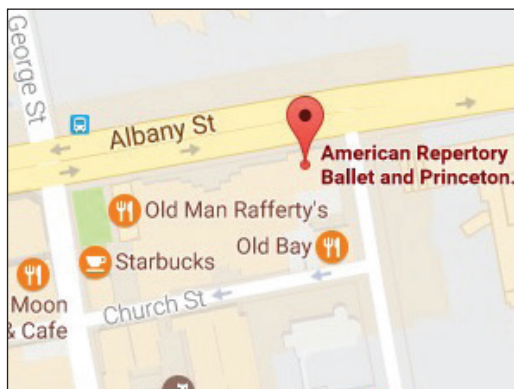 George St
Albany St
American Repertory
Ballet and Princeton.
Old Man Rafferty's
Old Bay
Starbucks
Church St
Moon
& Cafe